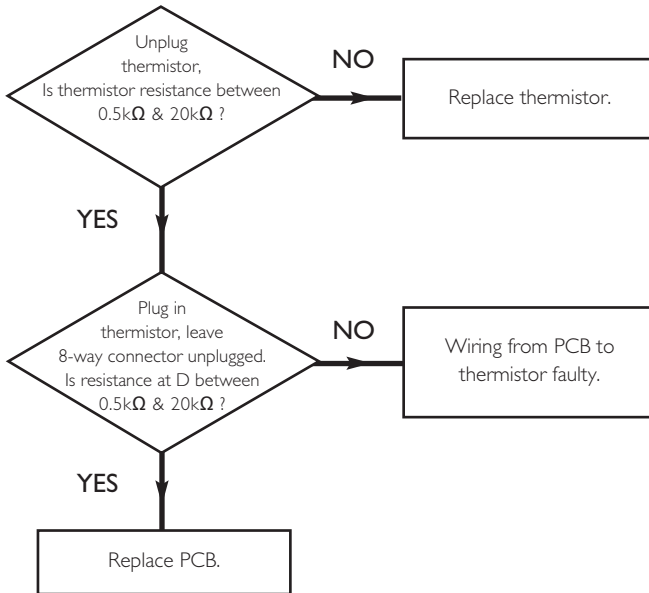 Unplug
thermistor,
Is thermistor resistance between
0.5kΩ & 20kΩ ?
NO
Replace thermistor.
YES
Plug in
thermistor, leave
8-way connector unplugged.
Is resistance at D between
0.5kΩ & 20kΩ ?
NO
Wiring from PCB to
thermistor faulty.
YES
Replace PCB.